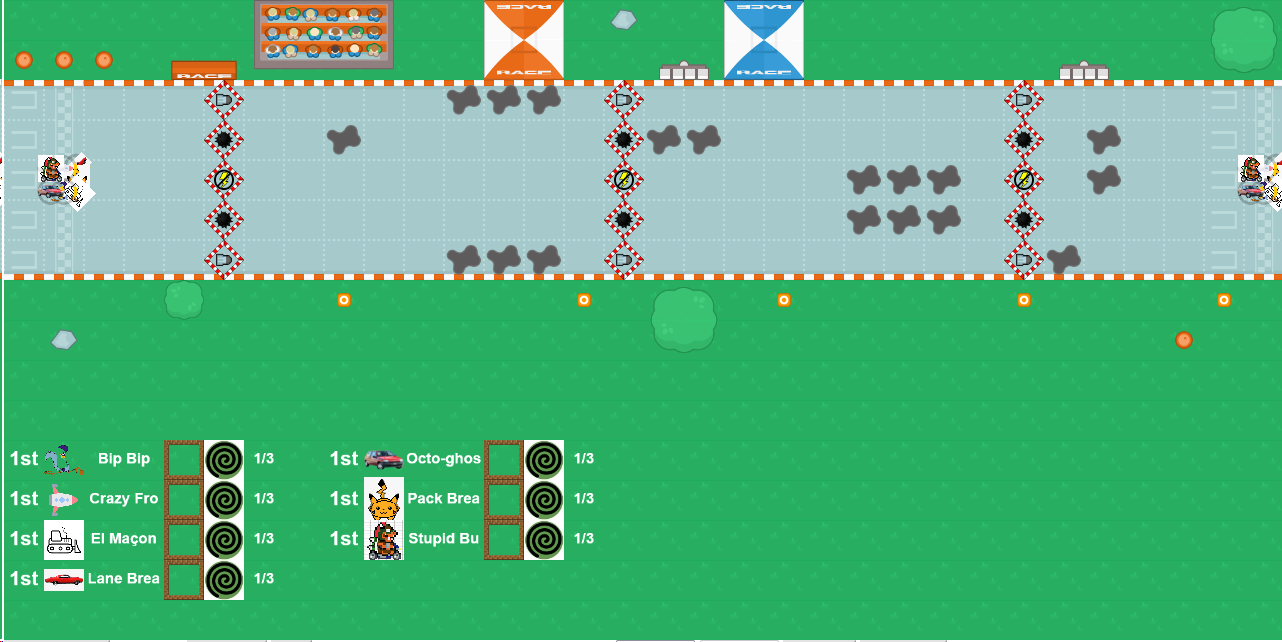 RACE
RACE
RACE
RACE
RACE
1st Bip Bip 1/3
1st Octo-ghos 1/3
1st Crazy Fro 1/3
1st Pack Brea 1/3
1st El Maçon 1/3
1st Stupid Bu 1/3
1st Lane Brea 1/3